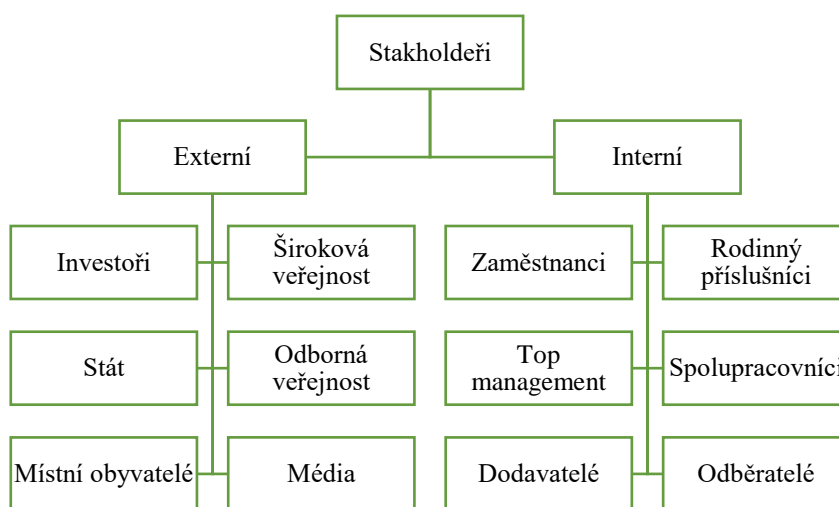 Stakholdeři
Externí
Interní
Investoři
Široková
veřejnost
Zaměstnanci
Rodinný
příslušníci
Stát
Odborná
veřejnost
Top
management
Spolupracovníci
Místní obyvatelé
Média
Dodavatelé
Odběratelé